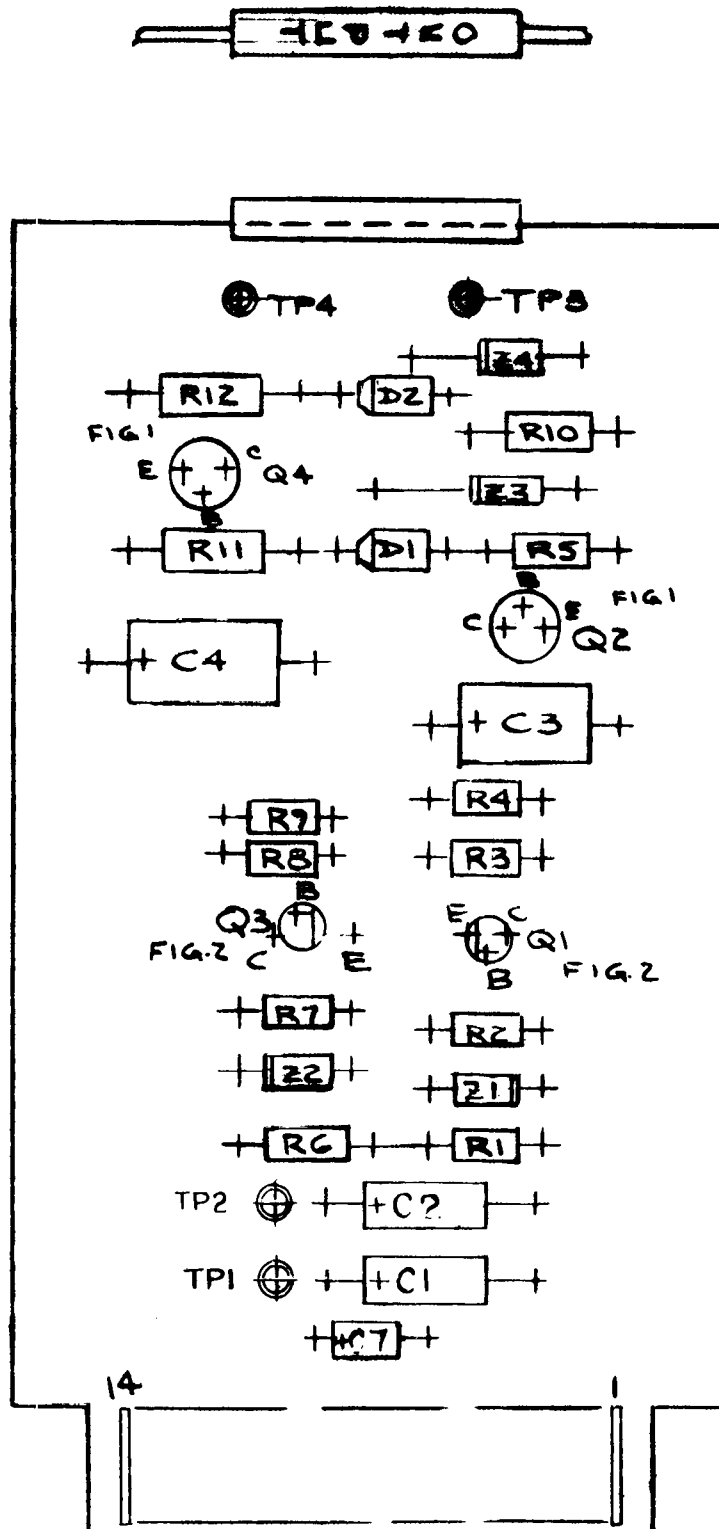 TP4 TP3
Z4
R12 D2
R10
FIG 1
E C Q4
B
Z3
R11 D1 R5
B
C E FIG 1
Q2
C4
+ C3
R4
R9
R8 R3
B
Q3 E C Q1
FIG. 2 C E B FIG. 2
R7
R2
Z2
Z1
R6 R1
TP2 +C2
TP1 +C1
+C7
14 1